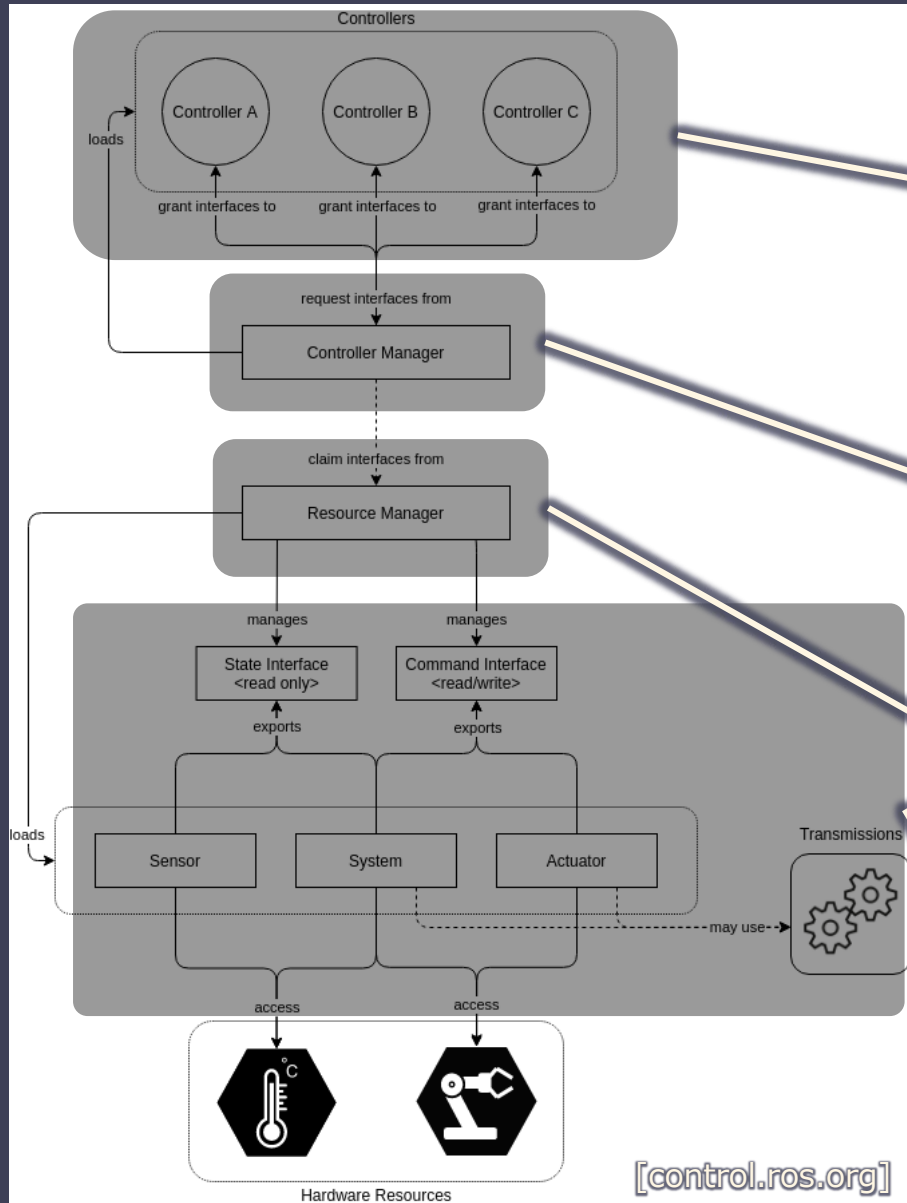 Controllers
Controller A
Controller B
Controller C
loads
grant interfaces to
grant interfaces to
grant interfaces to
request interfaces from
Controller Manager
claim interfaces from
Resource Manager
manages
manages
State Interface
<read only>
Command Interface
<read/write>
exports
exports
loads
Sensor
System
Actuator
Transmissions
may use
access
access
°C
Hardware Resources
[control.ros.org]